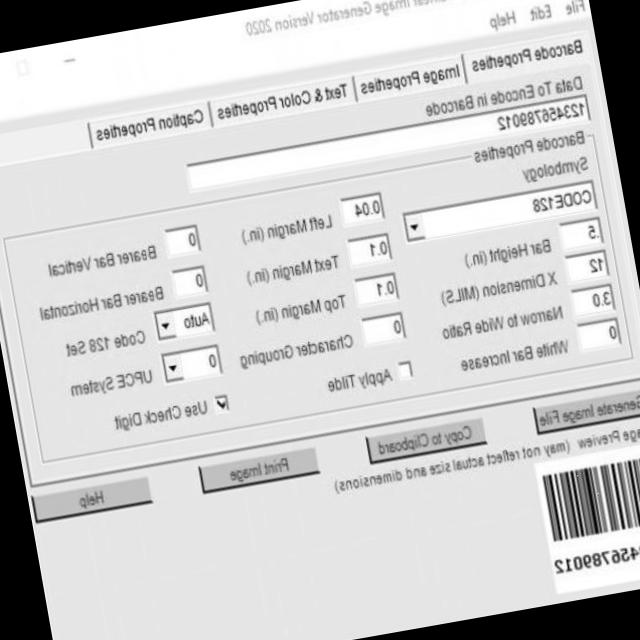 Image Generator Version 2020
File Edit Help
Barcode Properties Image Properties Text & Color Properties Caption Properties
Data To Encode in Barcode
123456789012
Barcode Properties
Symbology
CODE128
Left Margin (in.) 0.04
Bearer Bar Vertical 0
Bar Height (in.) .5
Text Margin (in.) 0.1
Bearer Bar Horizontal 0
X Dimension (MILS) 12
Top Margin (in.) 0.1
Code 128 Set Auto
Narrow to Wide Ratio 3.0
Character Grouping 0
UPCE System 0
White Bar Increase 0
Apply Tilde
Use Check Digit
Generate Image File Copy to Clipboard Print Image Help
Preview (may not reflect actual size and dimensions)
456789012